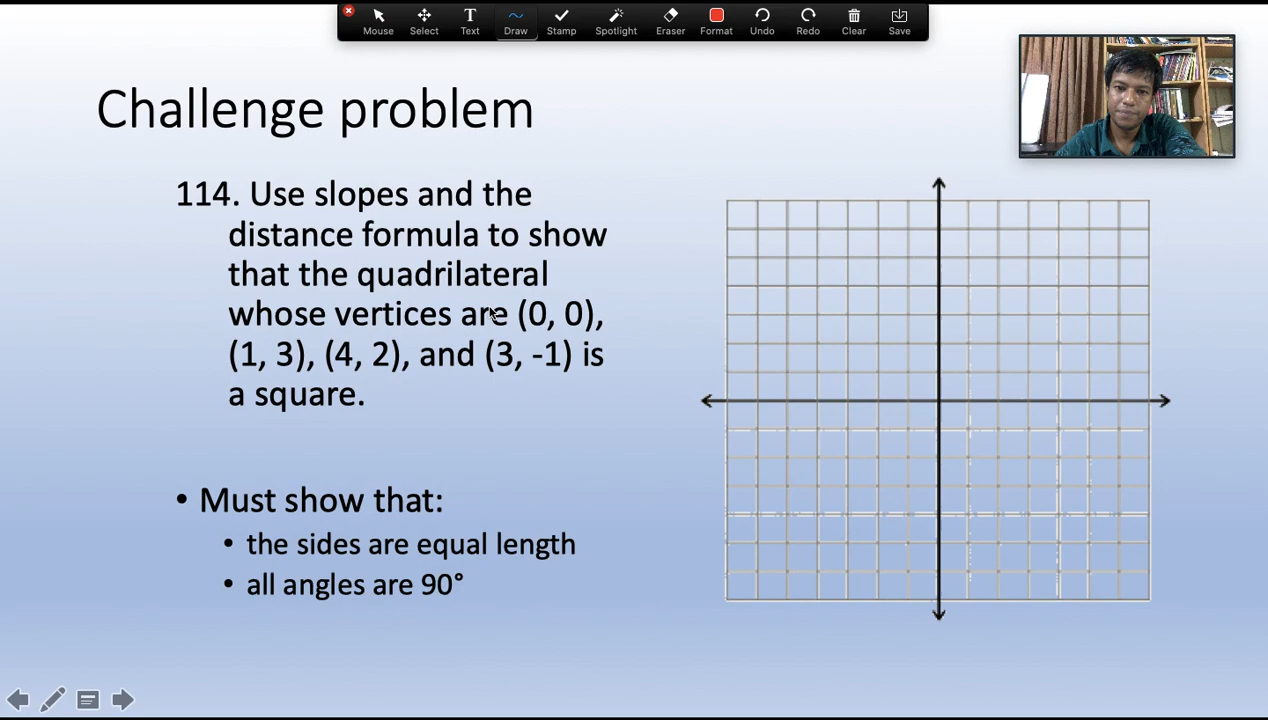 Mouse Select Text Draw Stamp Spotlight Eraser Format Undo Redo Clear Save
Challenge problem
114. Use slopes and the
distance formula to show
that the quadrilateral
whose vertices are (0, 0),
(1, 3), (4, 2), and (3, -1) is
a square.
• Must show that:
• the sides are equal length
• all angles are 90°